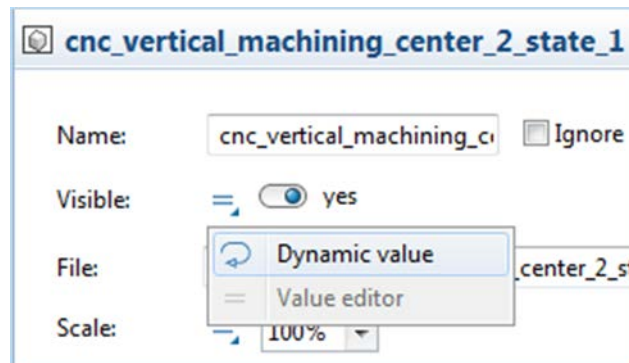 cnc_vertical_machining_center_2_state_1
Name: cnc_vertical_machining_c Ignore
Visible: yes
Dynamic value
File: _center_2_s
Value editor
Scale: 100%